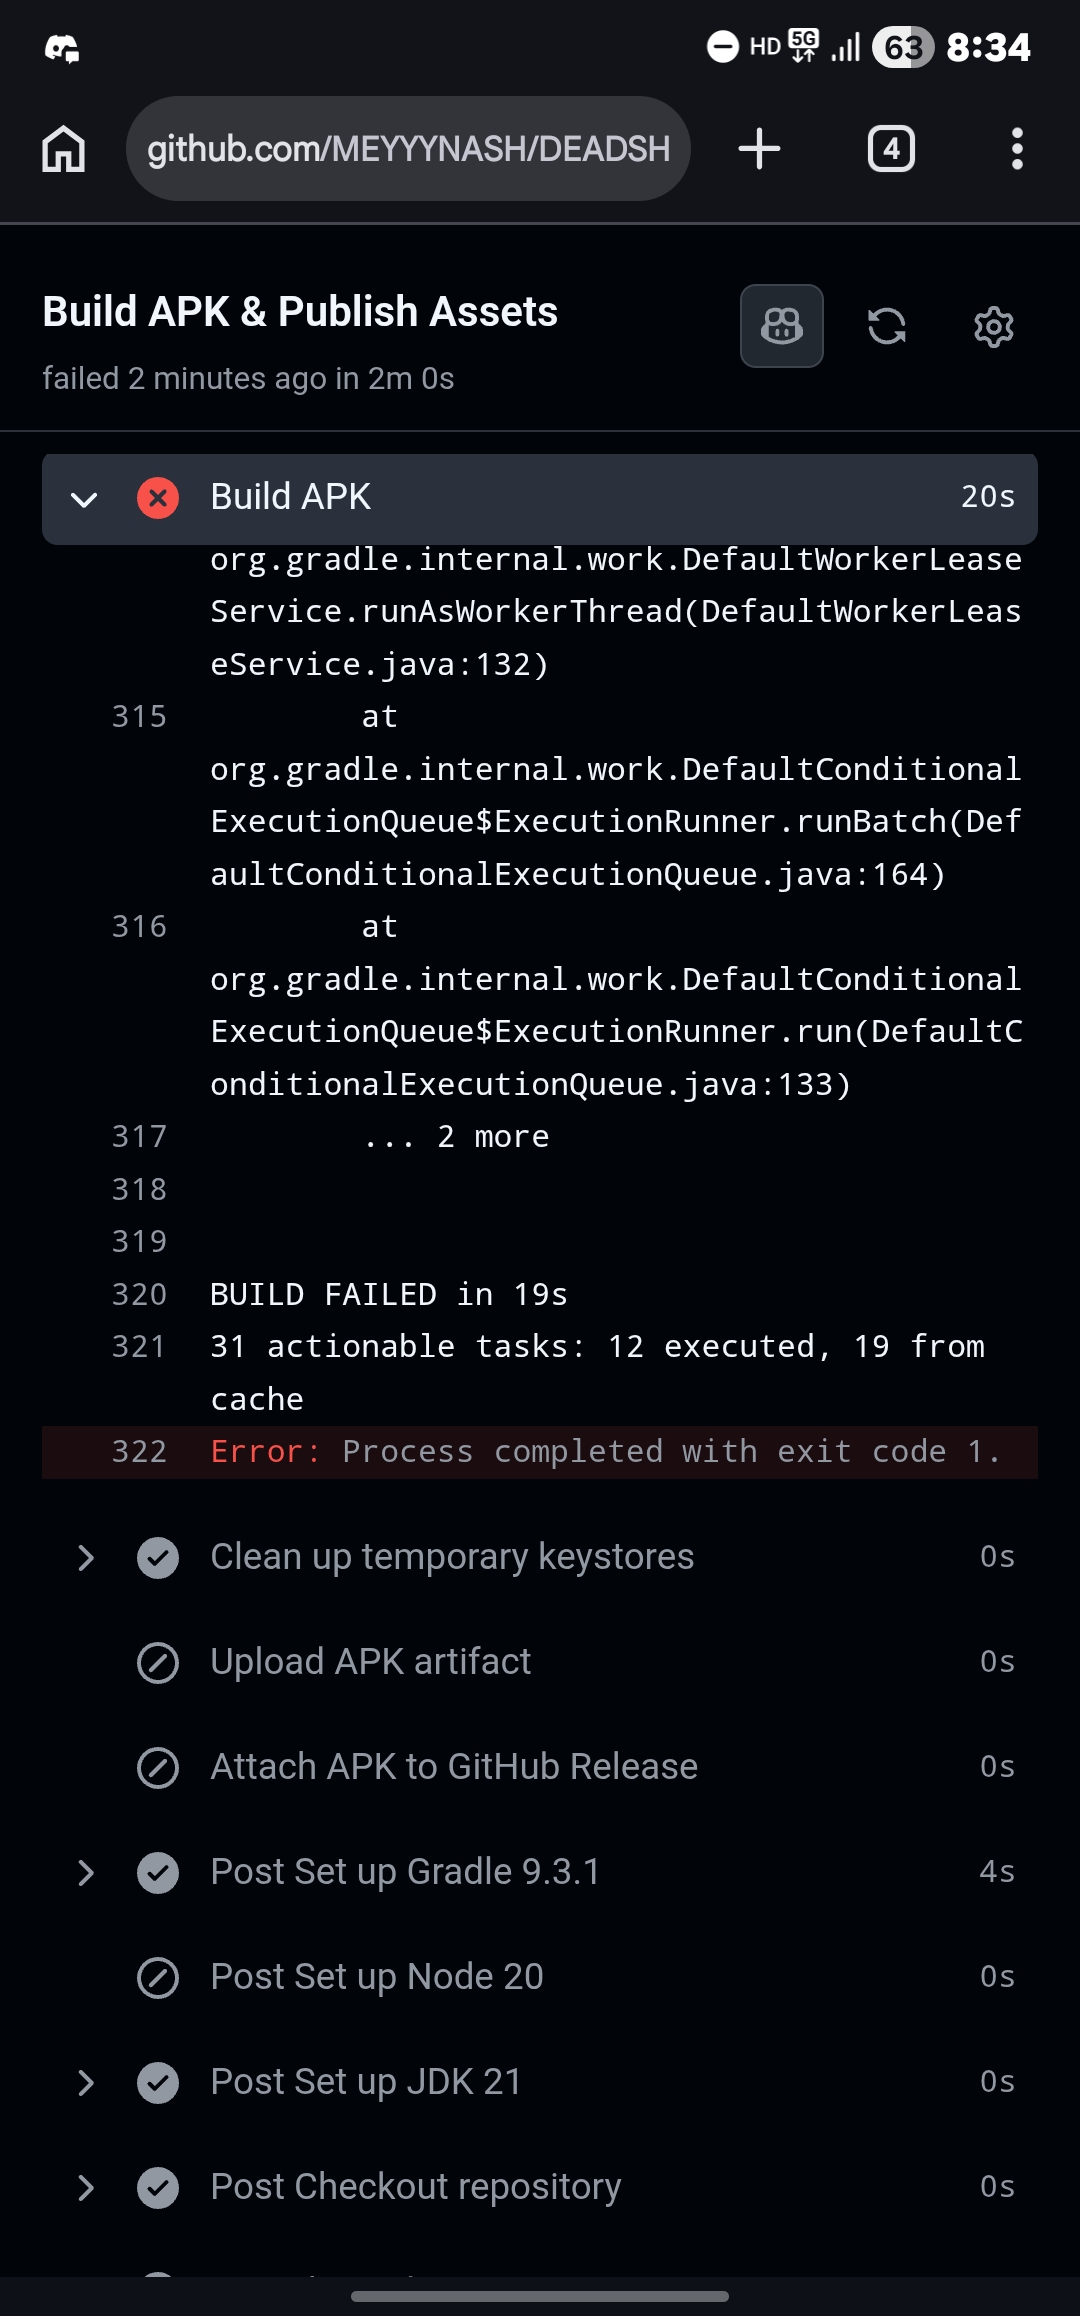 HD 5G 63 8:34
github.com/MEYYYNASH/DEADSH
4
Build APK & Publish Assets
failed 2 minutes ago in 2m 0s
Build APK 20s
org.gradle.internal.work.DefaultWorkerLease
Service.runAsWorkerThread(DefaultWorkerLeas
eService.java:132)
315 at
org.gradle.internal.work.DefaultConditional
ExecutionQueue$ExecutionRunner.runBatch(Def
aultConditionalExecutionQueue.java:164)
316 at
org.gradle.internal.work.DefaultConditional
ExecutionQueue$ExecutionRunner.run(DefaultC
onditionalExecutionQueue.java:133)
317 ... 2 more
318
319
320 BUILD FAILED in 19s
321 31 actionable tasks: 12 executed, 19 from
cache
322 Error: Process completed with exit code 1.
Clean up temporary keystores 0s
Upload APK artifact 0s
Attach APK to GitHub Release 0s
Post Set up Gradle 9.3.1 4s
Post Set up Node 20 0s
Post Set up JDK 21 0s
Post Checkout repository 0s